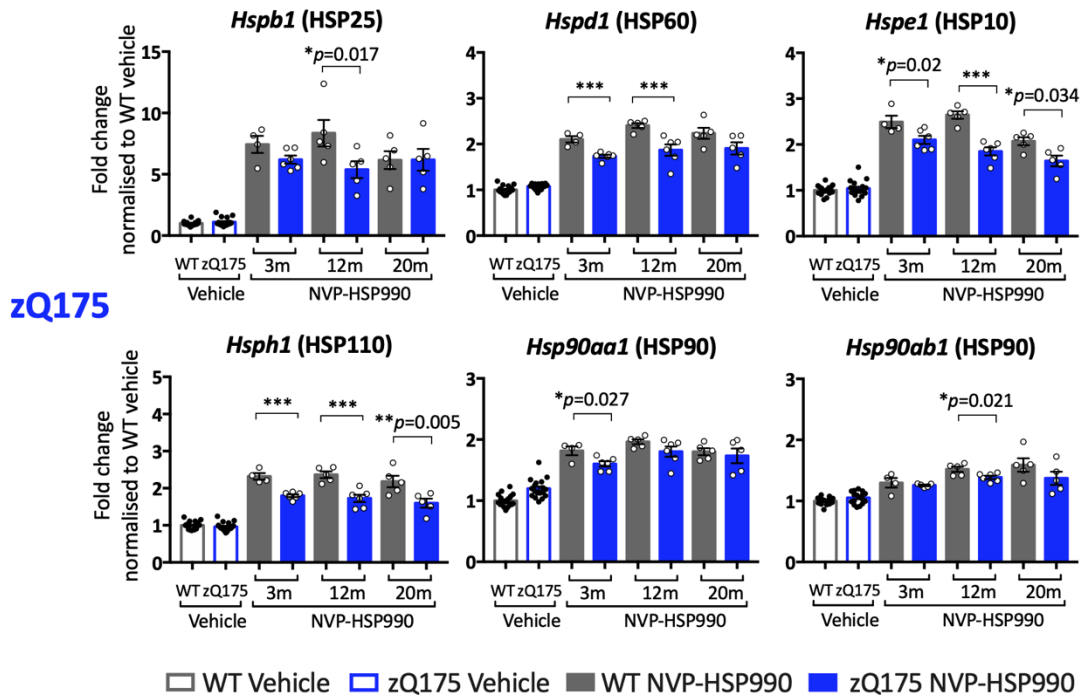 Hspb1 (HSP25)
Fold change
normalised to WT vehicle
15
10
5
0
*p=0.017
WT zQ175
3m 12m 20m
Vehicle NVP-HSP990
Hspd1 (HSP60)
4
3
2
1
0
*** ***
WT zQ175
3m 12m 20m
Vehicle NVP-HSP990
Hspe1 (HSP10)
4
3
2
1
0
*p=0.02 *** *p=0.034
WT zQ175
3m 12m 20m
Vehicle NVP-HSP990
zQ175
Hsph1 (HSP110)
Fold change
normalised to WT vehicle
5
4
3
2
1
0
*** *** **p=0.005
WT zQ175
3m 12m 20m
Vehicle NVP-HSP990
Hsp90aa1 (HSP90)
3
2
1
0
*p=0.027
WT zQ175
3m 12m 20m
Vehicle NVP-HSP990
Hsp90ab1 (HSP90)
3
2
1
0
*p=0.021
WT zQ175
3m 12m 20m
Vehicle NVP-HSP990
WT Vehicle zQ175 Vehicle WT NVP-HSP990 zQ175 NVP-HSP990